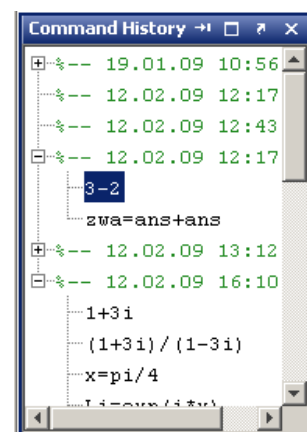 Command History
%-- 19.01.09 10:56
%-- 12.02.09 12:17
%-- 12.02.09 12:43
%-- 12.02.09 12:17
3-2
zwa=ans+ans
%-- 12.02.09 13:12
%-- 12.02.09 16:10
1+3i
(1+3i)/(1-3i)
x=pi/4